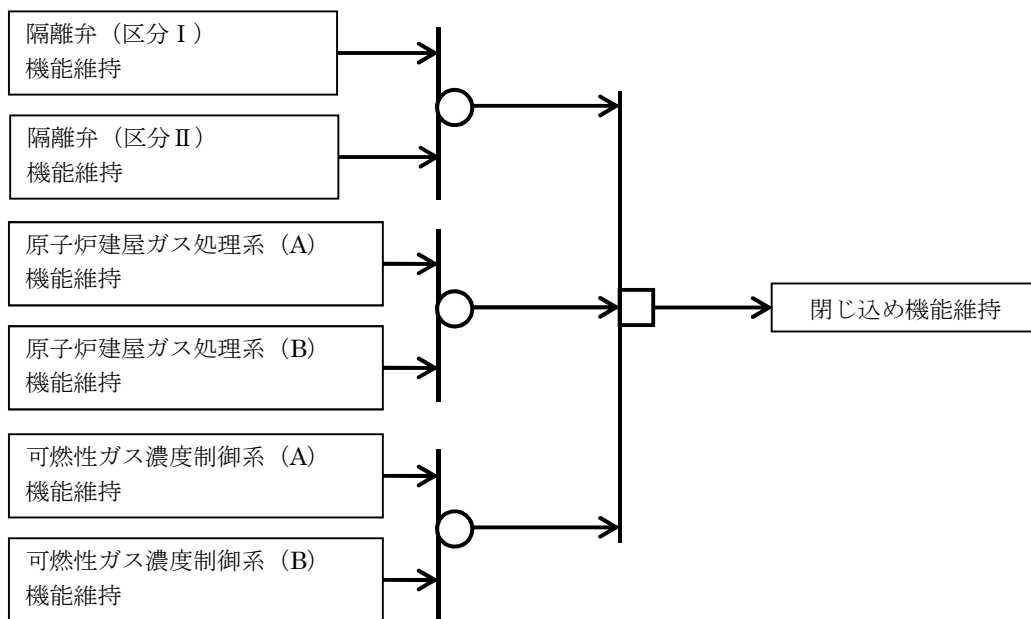 隔離弁（区分Ⅰ）
機能維持
隔離弁（区分Ⅱ）
機能維持
原子炉建屋ガス処理系（A）
機能維持
原子炉建屋ガス処理系（B）
機能維持
可燃性ガス濃度制御系（A）
機能維持
可燃性ガス濃度制御系（B）
機能維持
閉じ込め機能維持